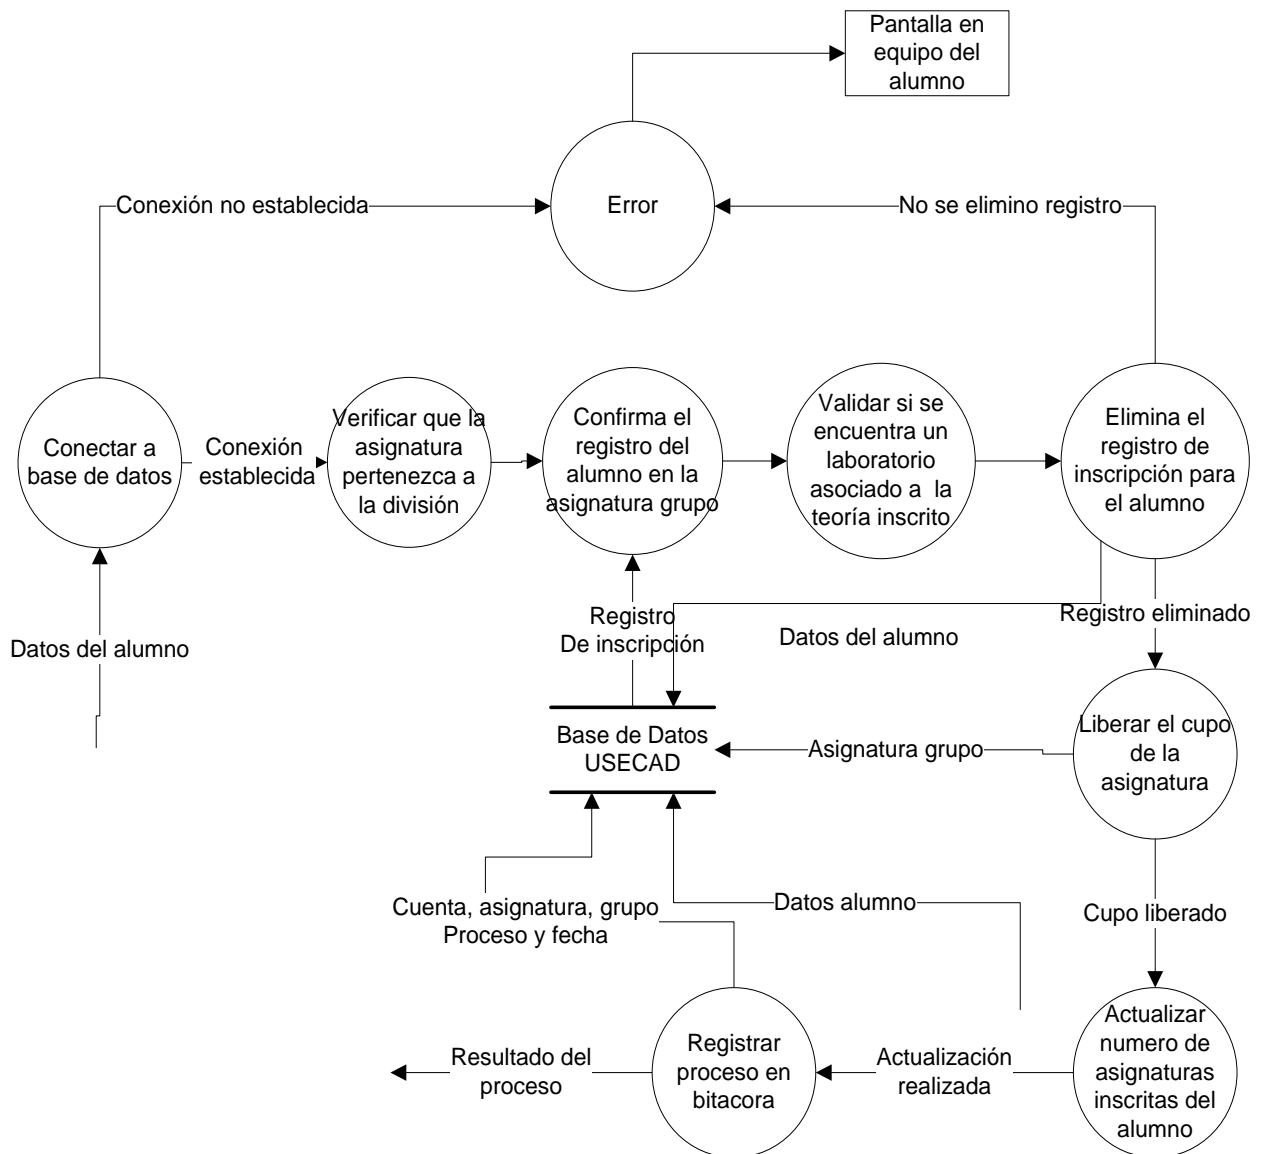 Pantalla en
equipo del
alumno
Conexión no establecida
Error
No se elimino registro
Conectar a
base de datos
Conexión
establecida
Verificar que la
asignatura
pertenezca a
la división
Confirma el
registro del
alumno en la
asignatura grupo
Validar si se
encuentra un
laboratorio
asociado a la
teoría inscrito
Elimina el
registro de
inscripción para
el alumno
Datos del alumno
Registro
De inscripción
Datos del alumno
Registro eliminado
Base de Datos
USECAD
Asignatura grupo
Liberar el cupo
de la
asignatura
Cuenta, asignatura, grupo
Proceso y fecha
Datos alumno
Cupo liberado
Resultado del
proceso
Registrar
proceso en
bitacora
Actualización
realizada
Actualizar
numero de
asignaturas
inscritas del
alumno